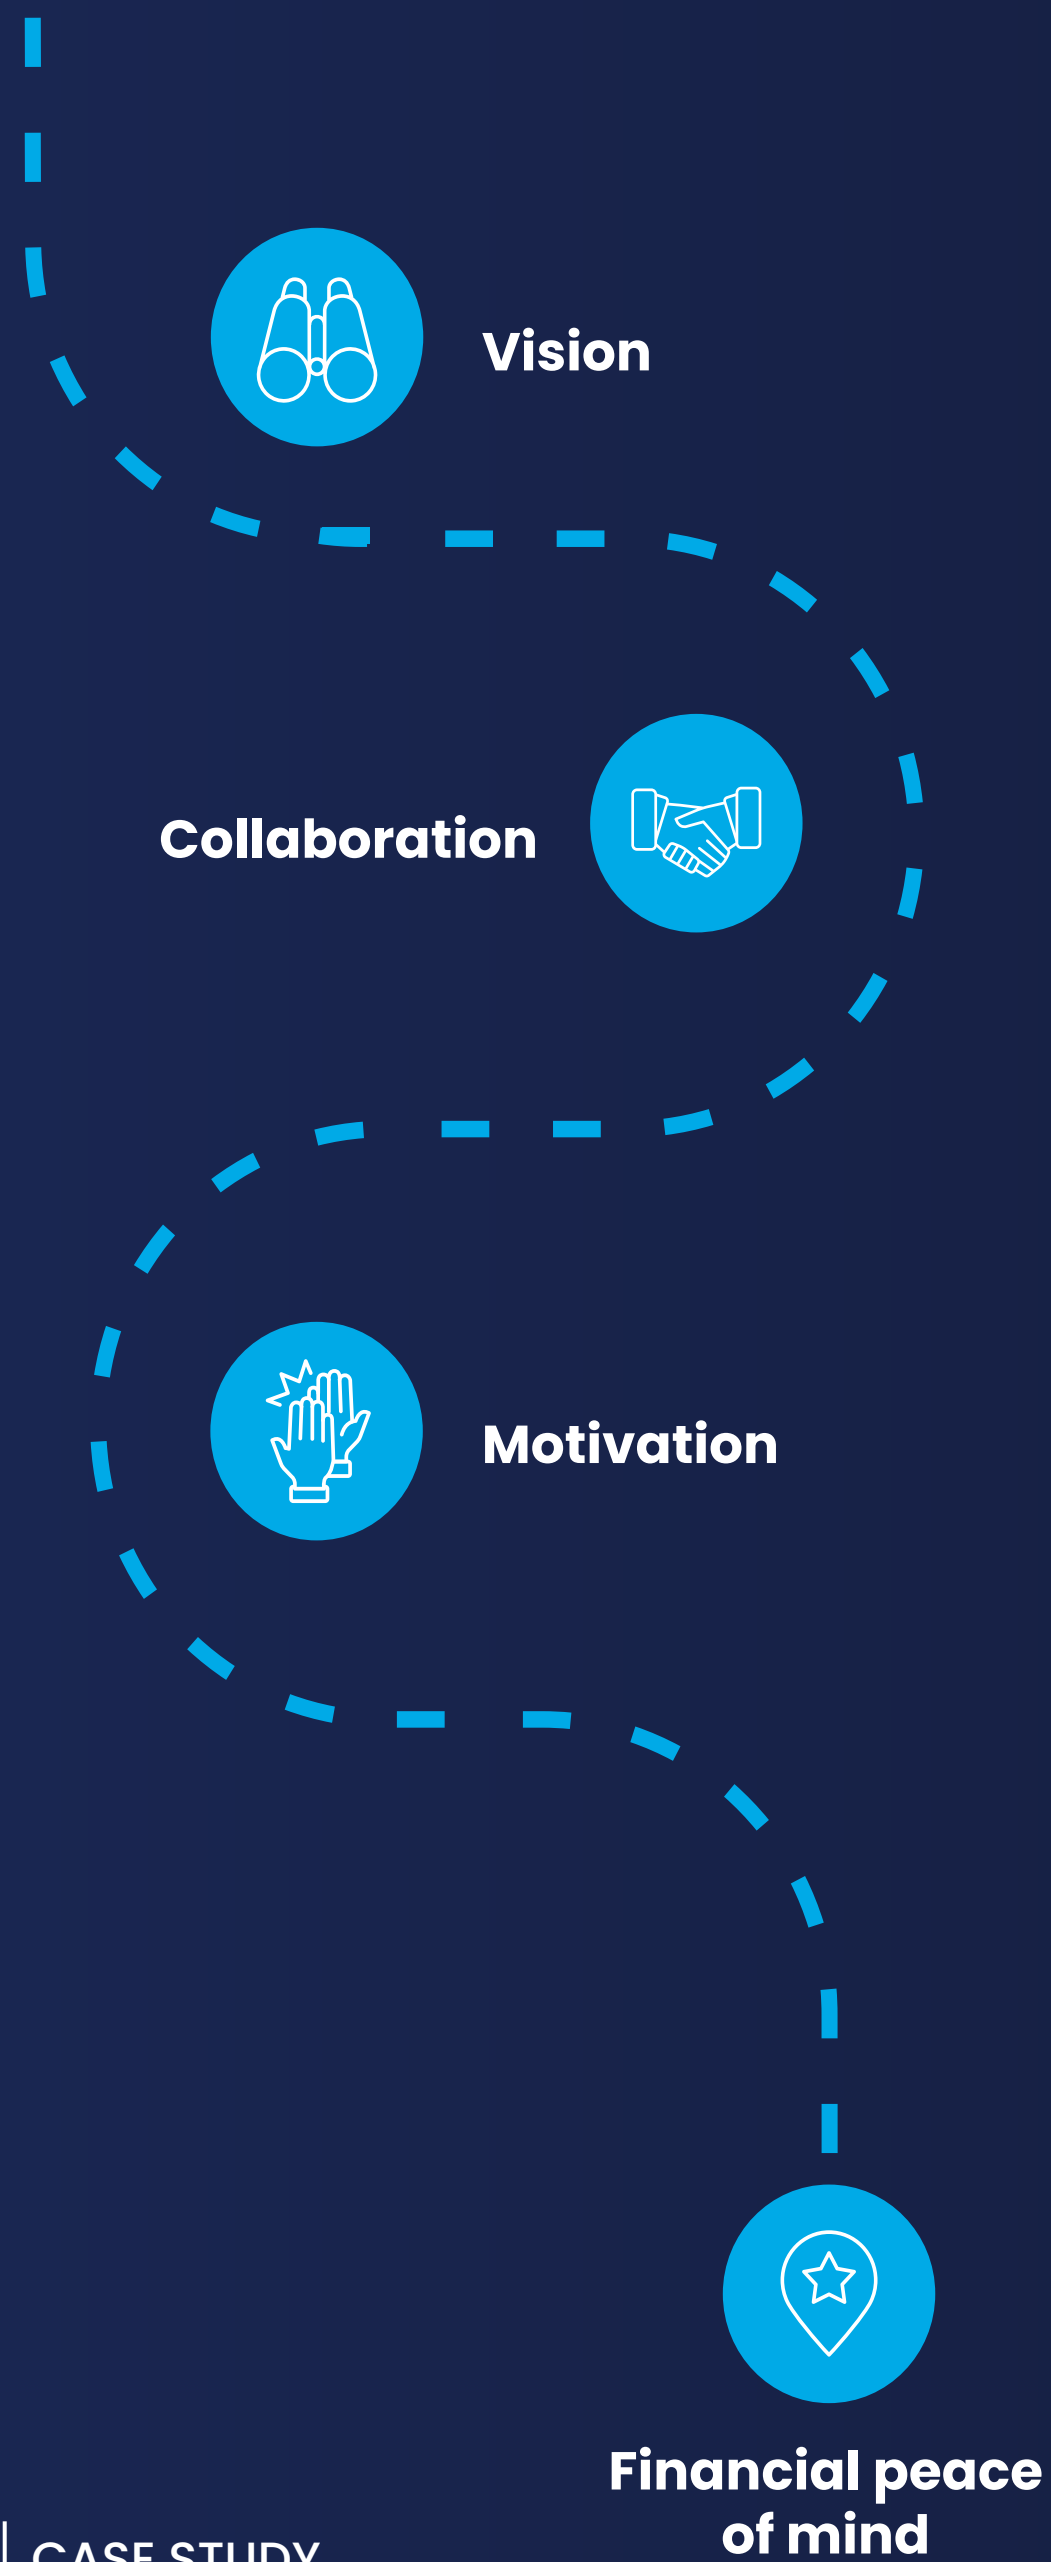 Vision
Collaboration
Motivation
Financial peace
of mind
CASE STUDY